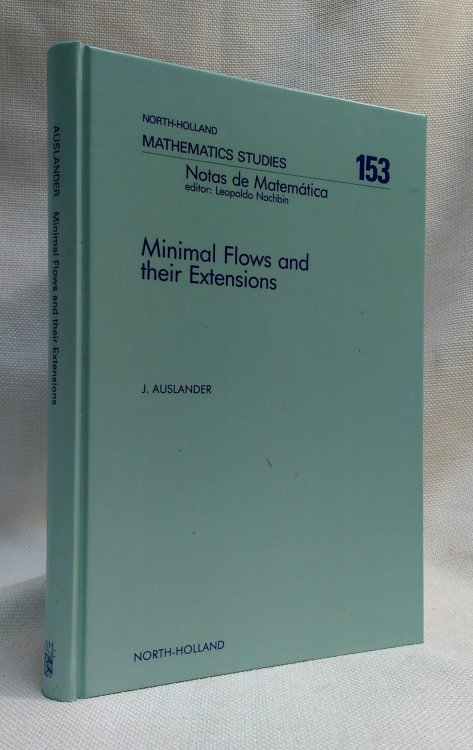 AUSLANDER Minimal Flows and their Extensions
NORTH-HOLLAND
MATHEMATICS STUDIES
153
Notas de Matemática
editor: Leopoldo Nachbin
Minimal Flows and
their Extensions
J. AUSLANDER
NORTH-HOLLAND